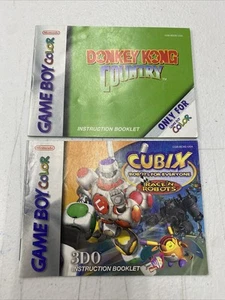 Nintendo
GAME BOY COLOR
DONKEY KONG
COUNTRY
ONLY FOR
GAME BOY
COLOR
INSTRUCTION BOOKLET
Nintendo
GAME BOY COLOR
CUBIX
ROBOTS FOR EVERYONE
RACE'N
ROBOTS
3DO
INSTRUCTION BOOKLET